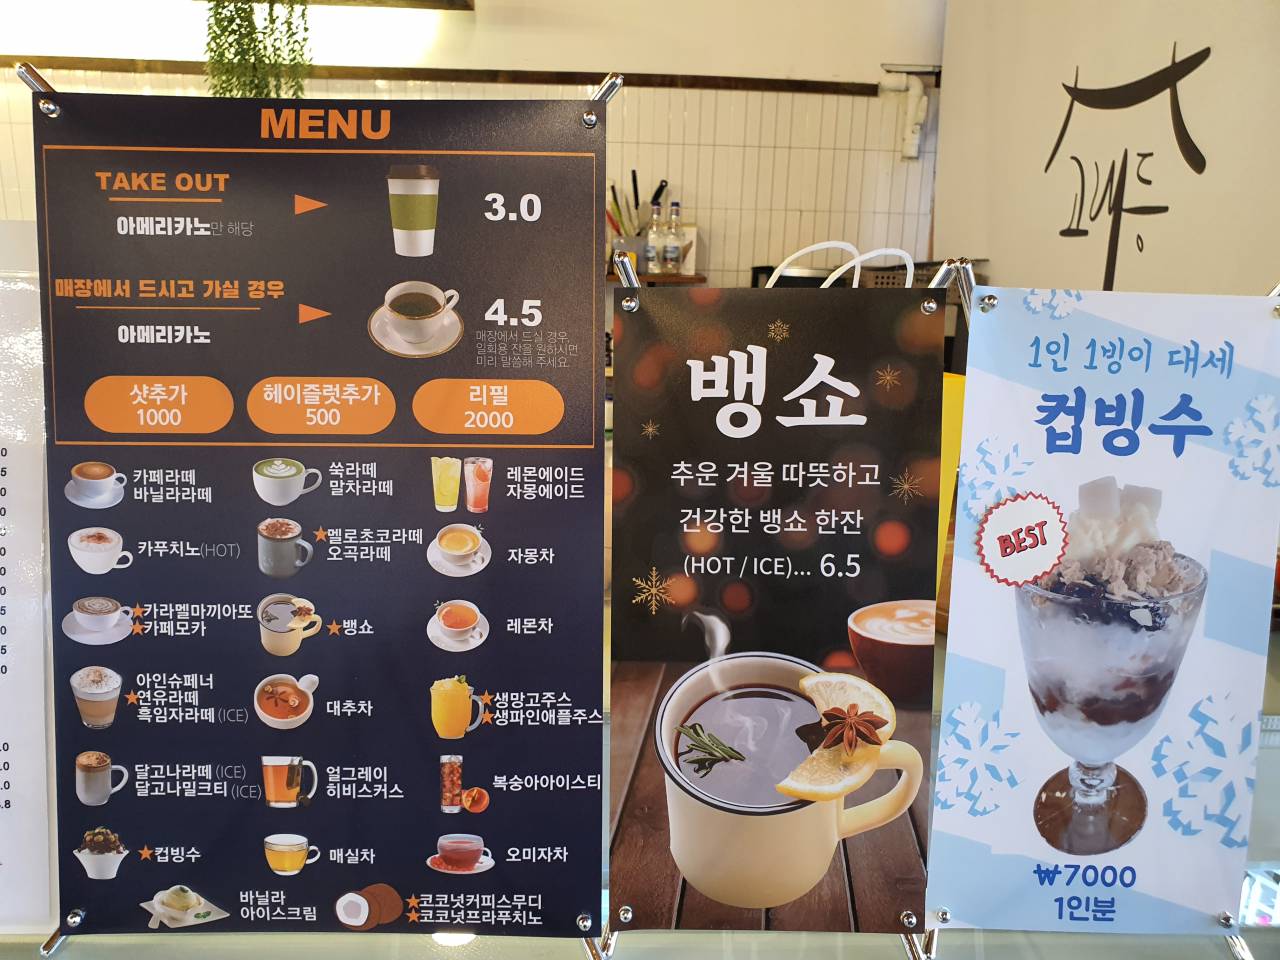 MENU
TAKE OUT
아메리카노만 해당
3.0
매장에서 드시고 가실 경우
아메리카노
4.5
매장에서 드실 경우,
일회용 잔을 원하시면
미리 말씀해 주세요.
샷추가
1000
헤이즐럿추가
500
리필
2000
카페라떼
바닐라라떼
쑥라떼
말차라떼
레몬에이드
자몽에이드
카푸치노(HOT)
★멜로초코라떼
오곡라떼
자몽차
★카라멜마끼아또
★카페모카
★뱅쇼
레몬차
아인슈페너
★연유라떼
흑임자라떼(ICE)
대추차
★생망고주스
★생파인애플주스
달고나라떼(ICE)
달고나밀크티(ICE)
얼그레이
히비스커스
복숭아아이스티
★컵빙수
매실차
오미자차
바닐라
아이스크림
★코코넛커피스무디
★코코넛프라푸치노
뱅쇼
추운 겨울 따뜻하고
건강한 뱅쇼 한잔
(HOT / ICE)... 6.5
1인 1빙이 대세
컵빙수
BEST
₩7000
1인분